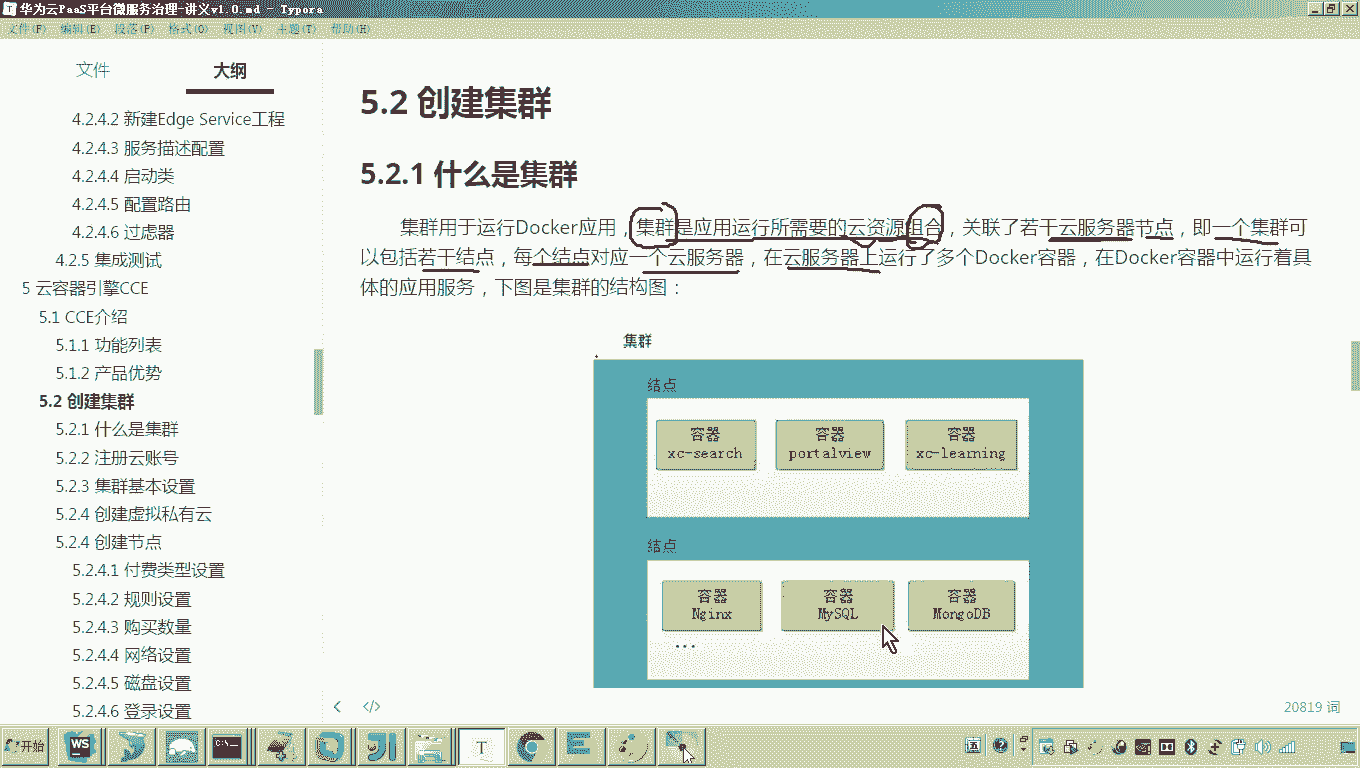 华为云PaaS平台微服务治理-讲义v1.0.md - Typora
文件(F) 编辑(E) 段落(P) 格式(O) 视图(V) 主题(T) 帮助(H)
文件 大纲
4.2.4.2 新建Edge Service工程
4.2.4.3 服务描述配置
4.2.4.4 启动类
4.2.4.5 配置路由
4.2.4.6 过虑器
4.2.5 集成测试
5 云容器引擎CCE
5.1 CCE介绍
5.1.1 功能列表
5.1.2 产品优势
5.2 创建集群
5.2.1 什么是集群
5.2.2 注册云账号
5.2.3 集群基本设置
5.2.4 创建虚拟私有云
5.2.4 创建节点
5.2.4.1 付费类型设置
5.2.4.2 规则设置
5.2.4.3 购买数量
5.2.4.4 网络设置
5.2.4.5 磁盘设置
5.2.4.6 登录设置
5.2 创建集群
5.2.1 什么是集群
集群用于运行Docker应用，集群是应用运行所需要的云资源组合，关联了若干云服务器节点，即一个集群可
以包括若干结点，每个结点对应一个云服务器，在云服务器上运行了多个Docker容器，在Docker容器中运行着具
体的应用服务，下图是集群的结构图：
集群
结点
容器
xc-search
容器
portalview
容器
xc-learning
结点
容器
Nginx
容器
MySQL
容器
MongoDB
...
</> 20819 词
开始
WS
C:\
T
五